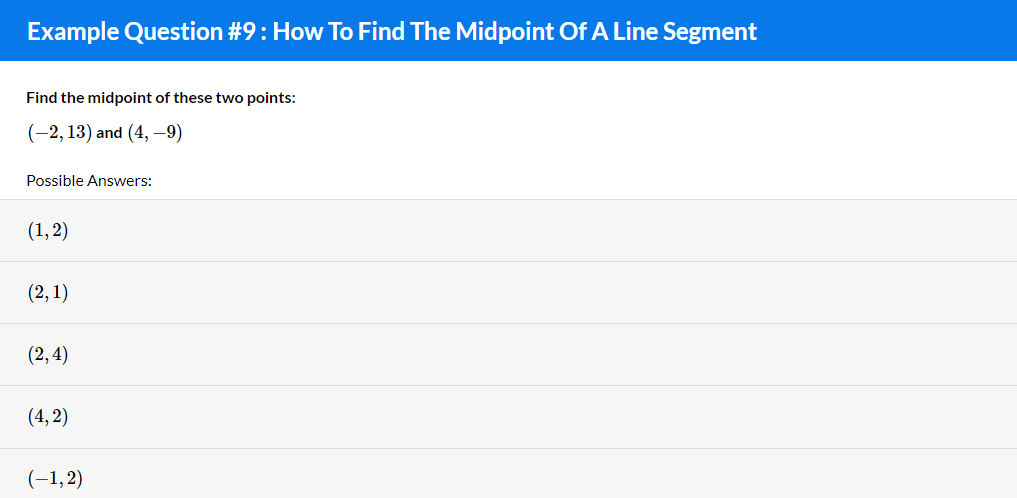 Example Question #9 : How To Find The Midpoint Of A Line Segment
Find the midpoint of these two points:
(−2, 13) and (4, −9)
Possible Answers:
(1, 2)
(2, 1)
(2, 4)
(4, 2)
(−1, 2)